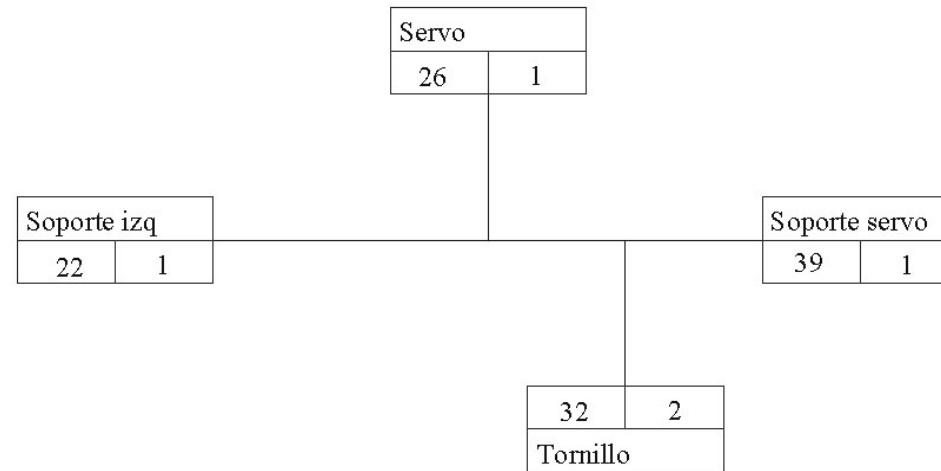 Servo
26 1
Soporte izq
22 1
Soporte servo
39 1
32 2
Tornillo